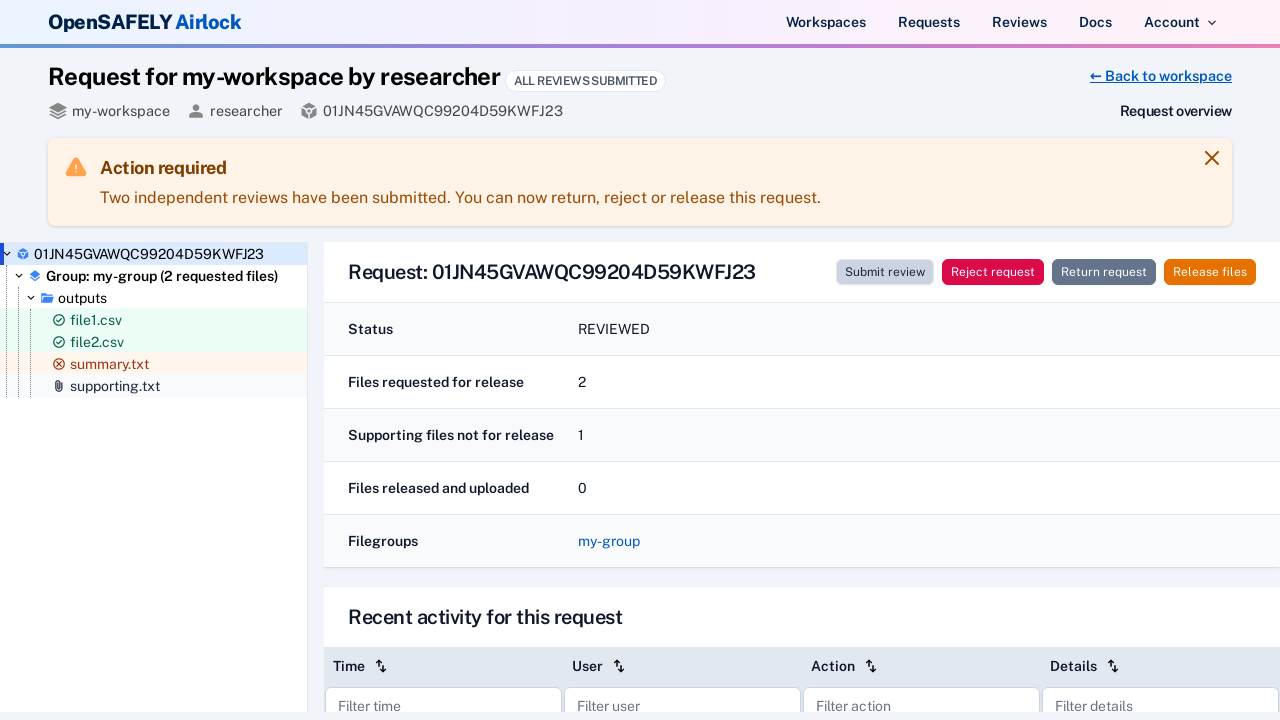 OpenSAFELY Airlock
Workspaces Requests Reviews Docs Account
Request for my-workspace by researcher ALL REVIEWS SUBMITTED
← Back to workspace
my-workspace researcher 01JN45GVAWQC99204D59KWFJ23
Request overview
Action required
Two independent reviews have been submitted. You can now return, reject or release this request.
01JN45GVAWQC99204D59KWFJ23
Group: my-group (2 requested files)
outputs
file1.csv
file2.csv
summary.txt
supporting.txt
Request: 01JN45GVAWQC99204D59KWFJ23
Submit review Reject request Return request Release files
Status REVIEWED
Files requested for release 2
Supporting files not for release 1
Files released and uploaded 0
Filegroups my-group
Recent activity for this request
Time User Action Details
Filter time Filter user Filter action Filter details